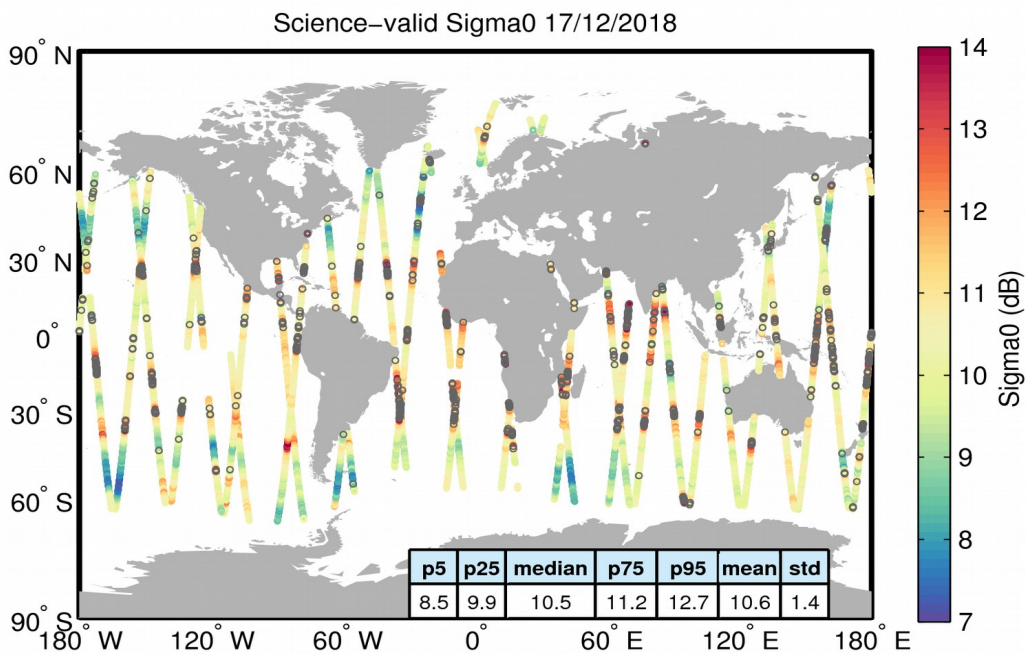 Science−valid Sigma0 17/12/2018
90° N
60° N
30° N
0°
30° S
60° S
90° S
180° W
120° W
60° W
0°
60° E
120° E
180° E
14
13
12
11
10
9
8
7
Sigma0 (dB)
p5 p25 median p75 p95 mean std
8.5 9.9 10.5 11.2 12.7 10.6 1.4